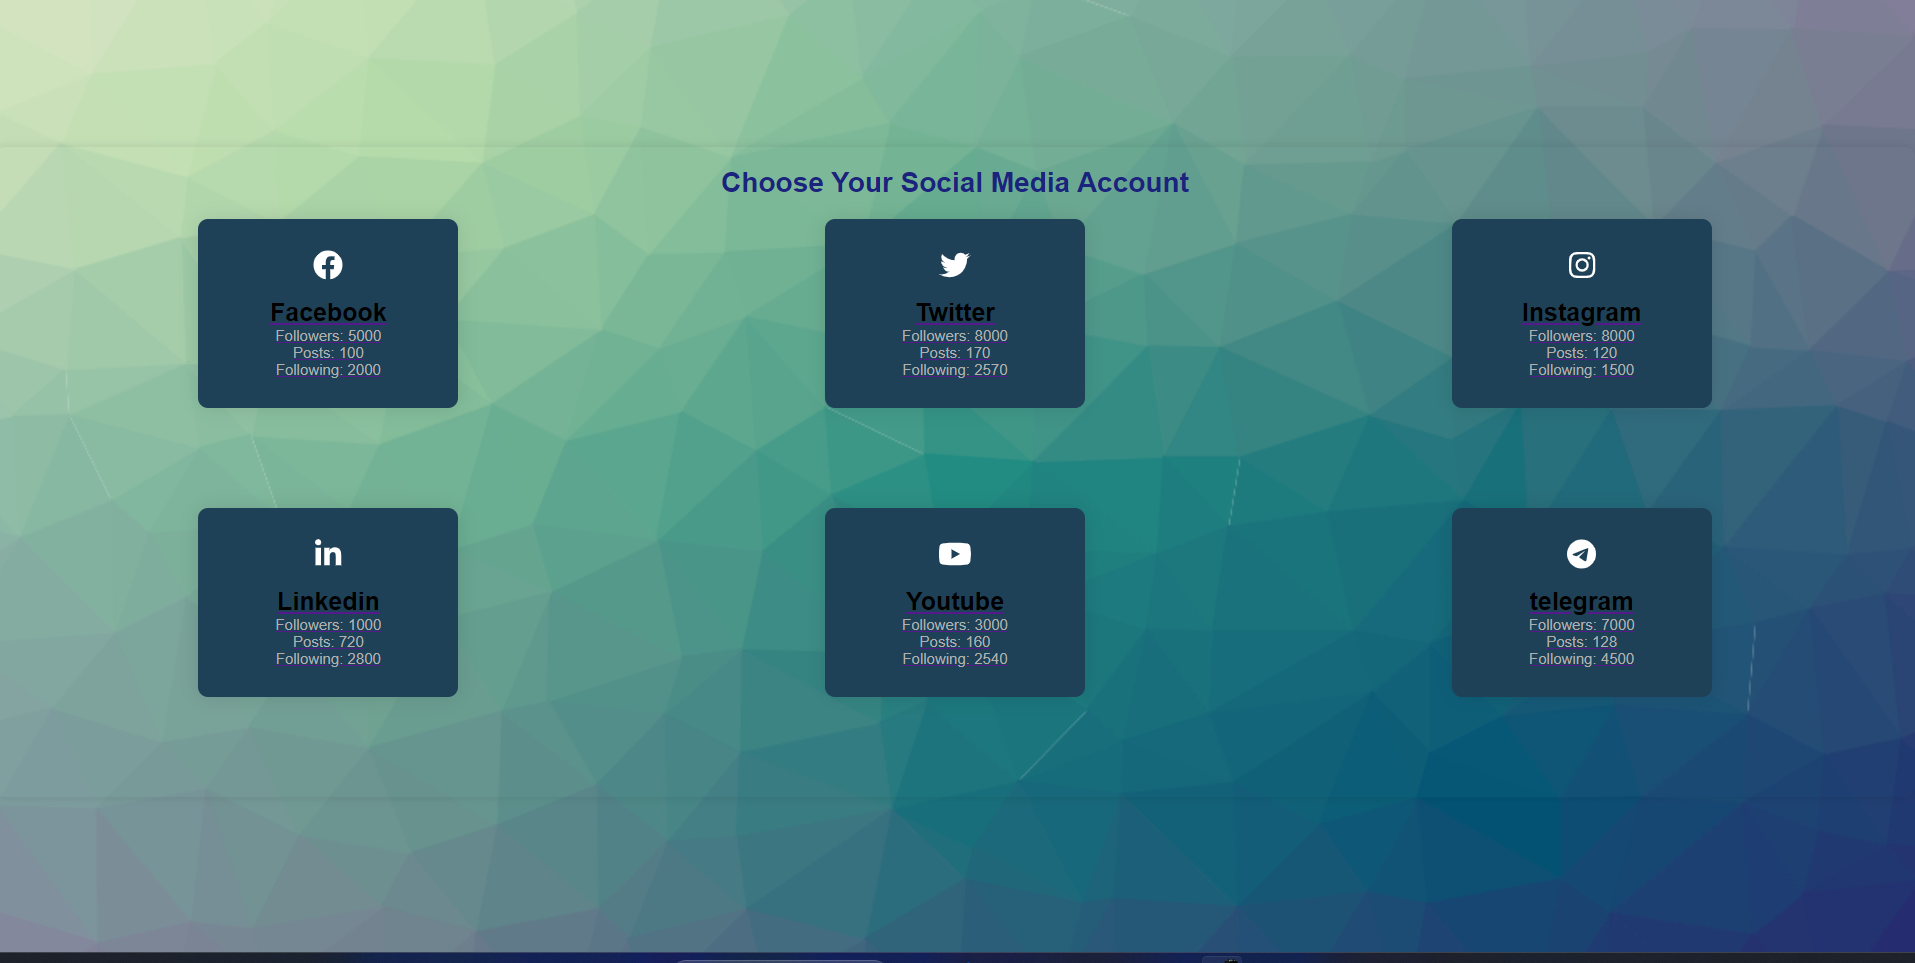 Choose Your Social Media Account
Facebook
Followers: 5000
Posts: 100
Following: 2000
Twitter
Followers: 8000
Posts: 170
Following: 2570
Instagram
Followers: 8000
Posts: 120
Following: 1500
Linkedin
Followers: 1000
Posts: 720
Following: 2800
Youtube
Followers: 3000
Posts: 160
Following: 2540
telegram
Followers: 7000
Posts: 128
Following: 4500